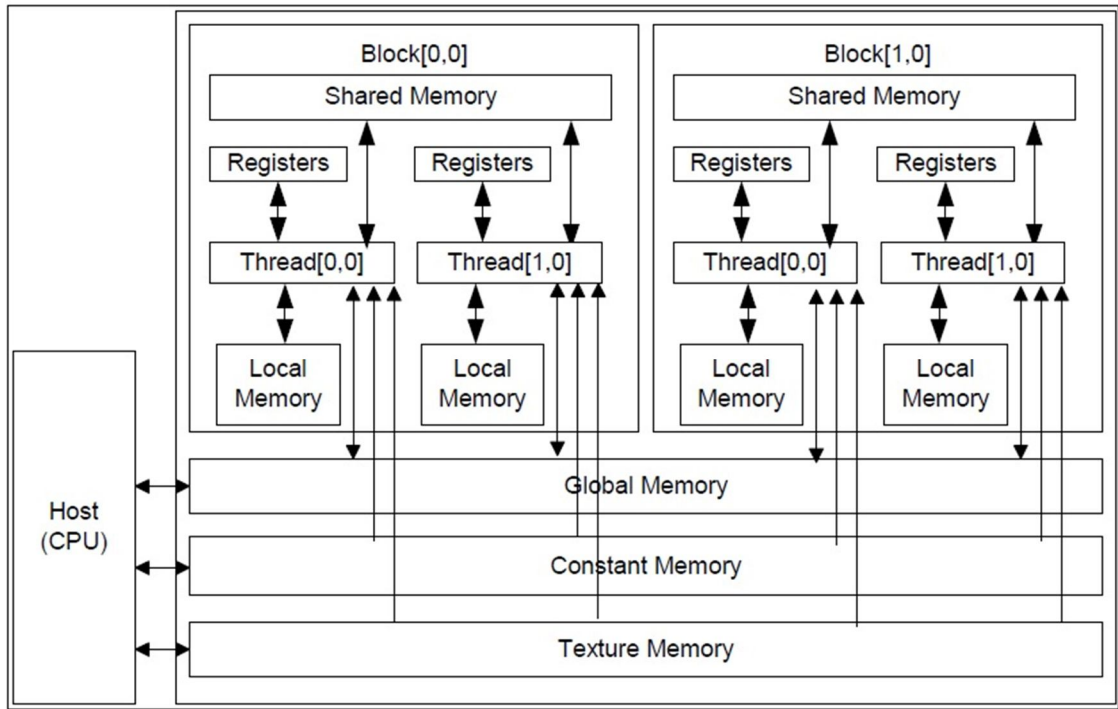 Block[0,0]
Block[1,0]
Shared Memory
Shared Memory
Registers
Registers
Registers
Registers
Thread[0,0]
Thread[1,0]
Thread[0,0]
Thread[1,0]
Local
Memory
Local
Memory
Local
Memory
Local
Memory
Host
(CPU)
Global Memory
Constant Memory
Texture Memory